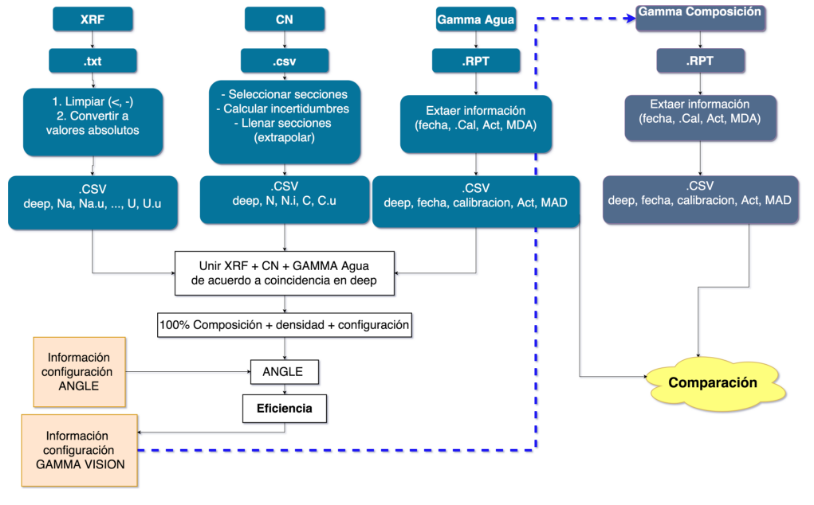 XRF
CN
Gamma Agua
Gamma Composición
.txt
.csv
.RPT
.RPT
1. Limpiar (<, -)
2. Convertir a
valores absolutos
- Seleccionar secciones
- Calcular incertidumbres
- Llenar secciones
(extrapolar)
Extaer información
(fecha, .Cal, Act, MDA)
Extaer información
(fecha, .Cal, Act, MDA)
.CSV
deep, Na, Na.u, ..., U, U.u
.CSV
deep, N, N.i, C, C.u
.CSV
deep, fecha, calibracion, Act, MAD
.CSV
deep, fecha, calibracion, Act, MAD
Unir XRF + CN + GAMMA Agua
de acuerdo a coincidencia en deep
100% Composición + densidad + configuración
Información
configuración
ANGLE
ANGLE
Comparación
Eficiencia
Información
configuración
GAMMA VISION